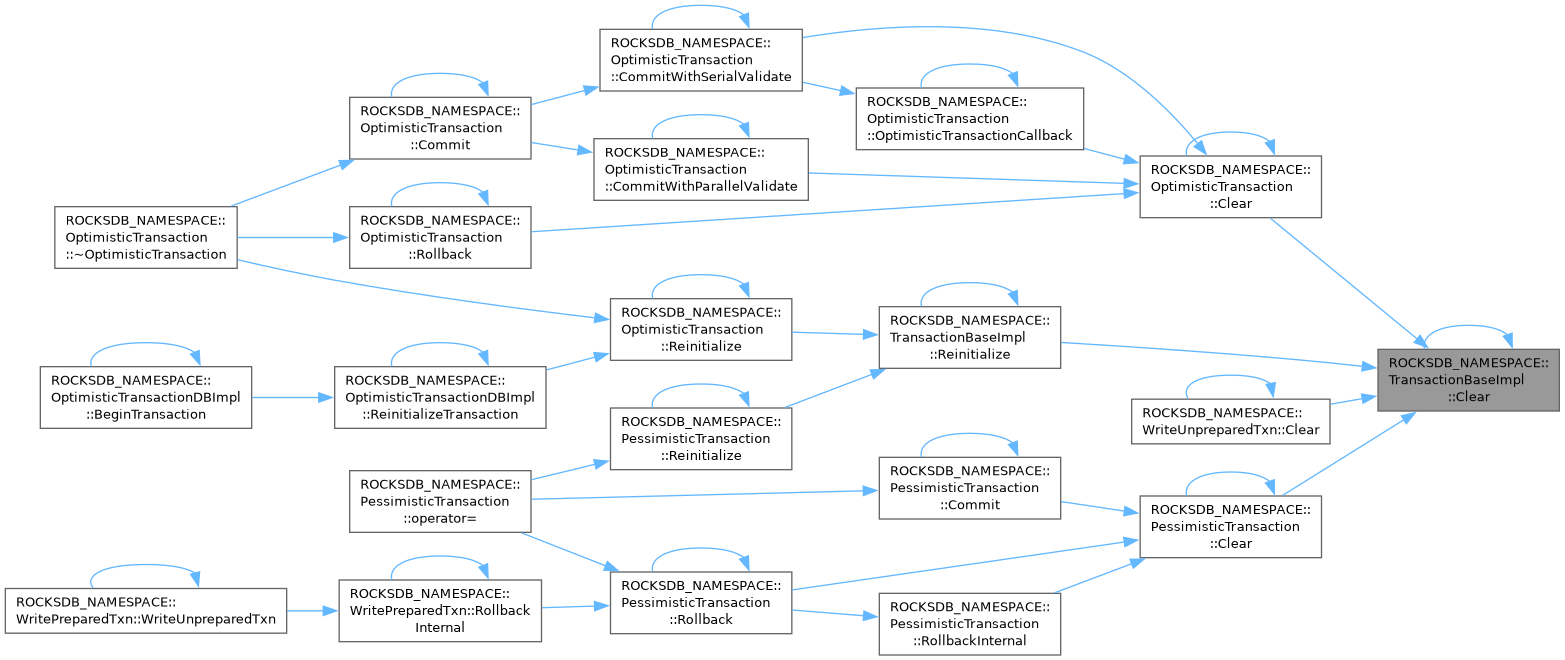 ROCKSDB_NAMESPACE::
OptimisticTransaction
::CommitWithSerialValidate
ROCKSDB_NAMESPACE::
OptimisticTransaction
::OptimisticTransactionCallback
ROCKSDB_NAMESPACE::
OptimisticTransaction
::Commit
ROCKSDB_NAMESPACE::
OptimisticTransaction
::CommitWithParallelValidate
ROCKSDB_NAMESPACE::
OptimisticTransaction
::Clear
ROCKSDB_NAMESPACE::
OptimisticTransaction
::~OptimisticTransaction
ROCKSDB_NAMESPACE::
OptimisticTransaction
::Rollback
ROCKSDB_NAMESPACE::
OptimisticTransaction
::Reinitialize
ROCKSDB_NAMESPACE::
TransactionBaseImpl
::Reinitialize
ROCKSDB_NAMESPACE::
TransactionBaseImpl
::Clear
ROCKSDB_NAMESPACE::
OptimisticTransactionDBImpl
::BeginTransaction
ROCKSDB_NAMESPACE::
OptimisticTransactionDBImpl
::ReinitializeTransaction
ROCKSDB_NAMESPACE::
WriteUnpreparedTxn::Clear
ROCKSDB_NAMESPACE::
PessimisticTransaction
::Reinitialize
ROCKSDB_NAMESPACE::
PessimisticTransaction
::operator=
ROCKSDB_NAMESPACE::
PessimisticTransaction
::Commit
ROCKSDB_NAMESPACE::
PessimisticTransaction
::Clear
ROCKSDB_NAMESPACE::
WritePreparedTxn::WriteUnpreparedTxn
ROCKSDB_NAMESPACE::
WritePreparedTxn::Rollback
Internal
ROCKSDB_NAMESPACE::
PessimisticTransaction
::Rollback
ROCKSDB_NAMESPACE::
PessimisticTransaction
::RollbackInternal